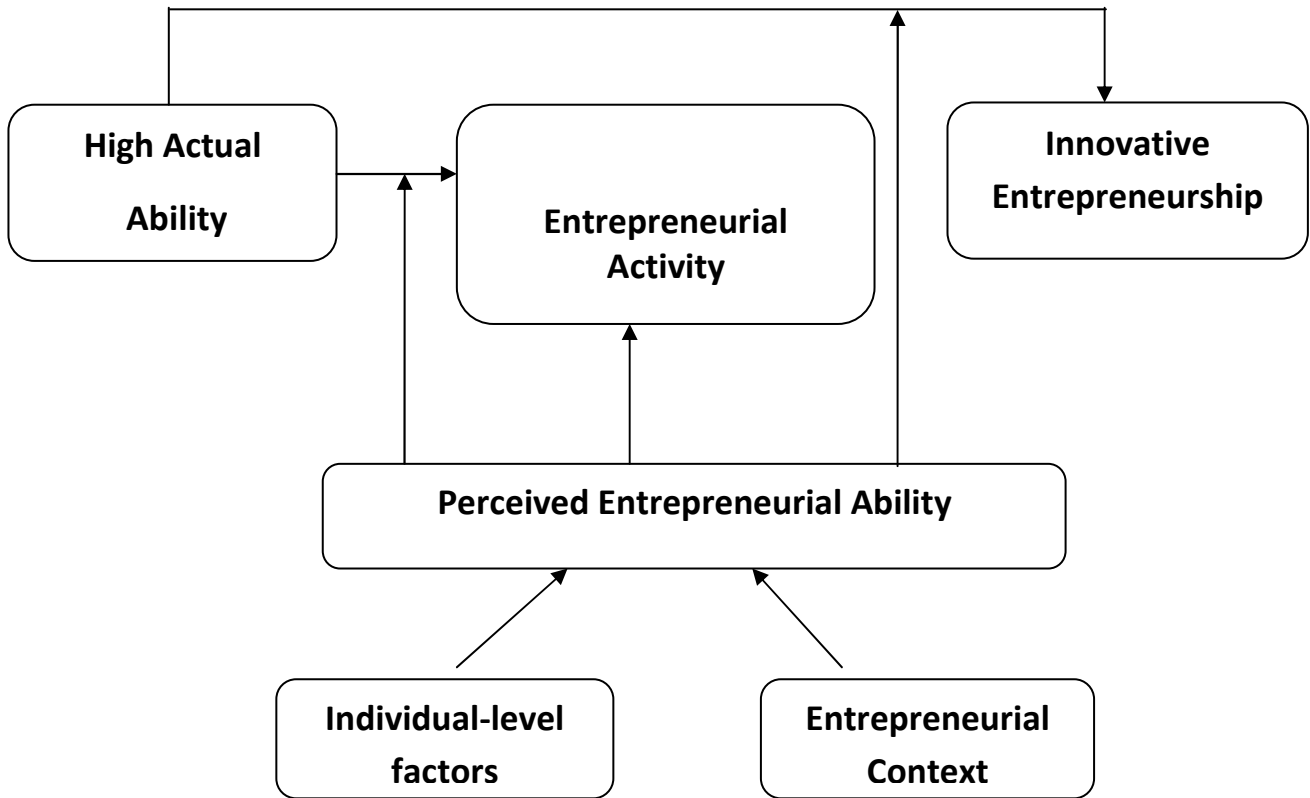 High Actual
Ability
Entrepreneurial
Activity
Innovative
Entrepreneurship
Perceived Entrepreneurial Ability
Individual-level
factors
Entrepreneurial
Context